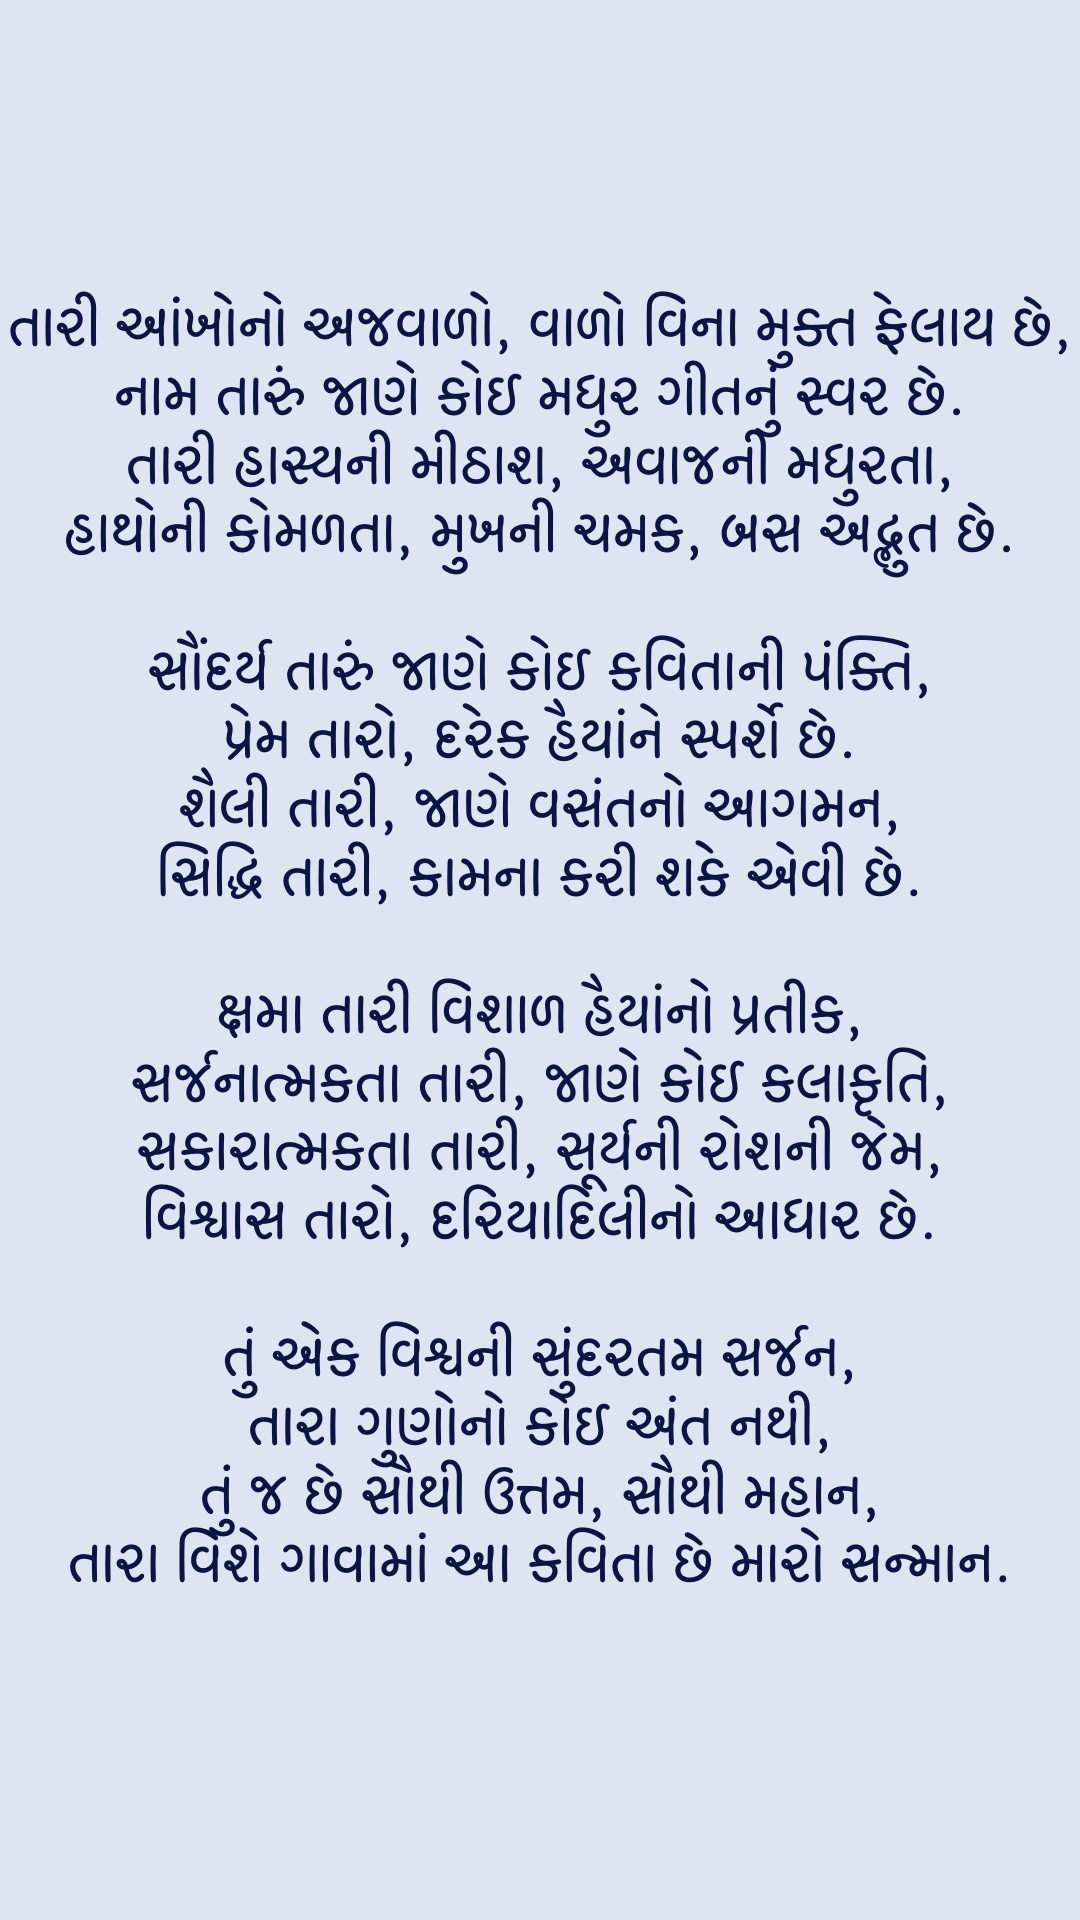 તારી આંખોનો અજવાળો, વાળો વિના મુક્ત ફેલાય છે,
નામ તારું જાણે કોઈ મધુર ગીતનું સ્વર છે.
તારી હાસ્યની મીઠાશ, અવાજની મધુરતા,
હાથોની કોમળતા, મુખની ચમક, બસ અદ્ભુત છે.
સૌંદર્ય તારું જાણે કોઈ કવિતાની પંક્તિ,
પ્રેમ તારો, દરેક હૈયાંને સ્પર્શે છે.
શૈલી તારી, જાણે વસંતનો આગમન,
સિદ્ધિ તારી, કામના કરી શકે એવી છે.
ક્ષમા તારી વિશાળ હૈયાંનો પ્રતીક,
સર્જનાત્મકતા તારી, જાણે કોઈ કલાકૃતિ,
સકારાત્મકતા તારી, સૂર્યની રોશની જેમ,
વિશ્વાસ તારો, દરિયાદિલીનો આધાર છે.
તું એક વિશ્વની સુંદરતમ સર્જન,
તારા ગુણોનો કોઈ અંત નથી,
તું જ છે સૌથી ઉત્તમ, સૌથી મહાન,
તારા વિશે ગાવામાં આ કવિતા છે મારો સન્માન.